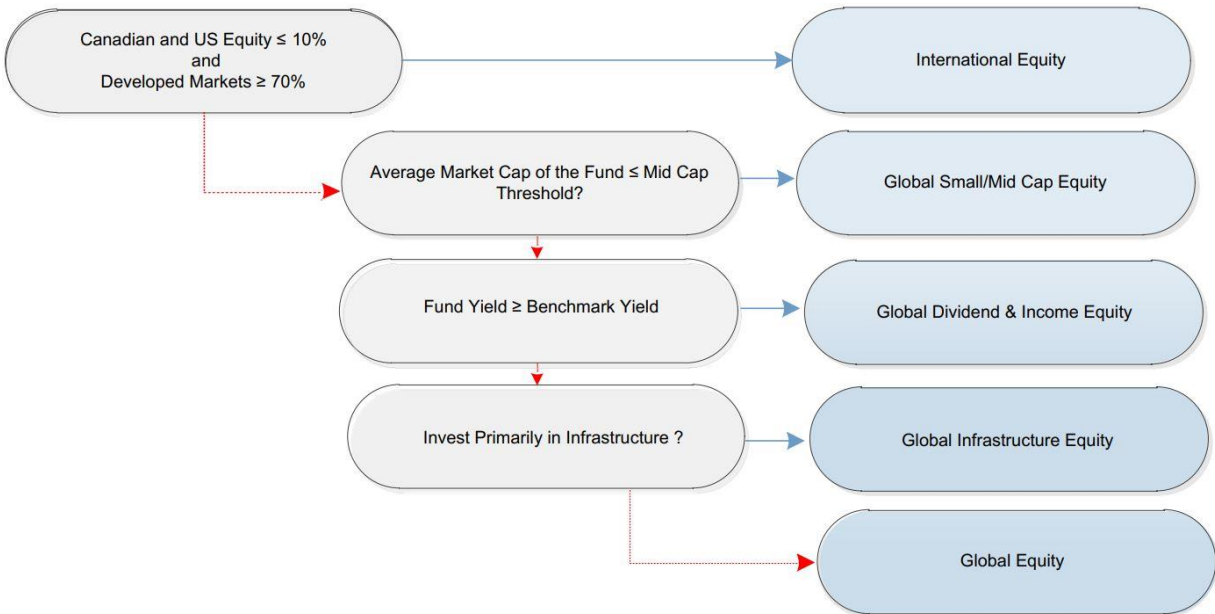 Canadian and US Equity ≤ 10%
and
Developed Markets ≥ 70%
International Equity
Average Market Cap of the Fund ≤ Mid Cap
Threshold?
Global Small/Mid Cap Equity
Fund Yield ≥ Benchmark Yield
Global Dividend & Income Equity
Invest Primarily in Infrastructure ?
Global Infrastructure Equity
Global Equity